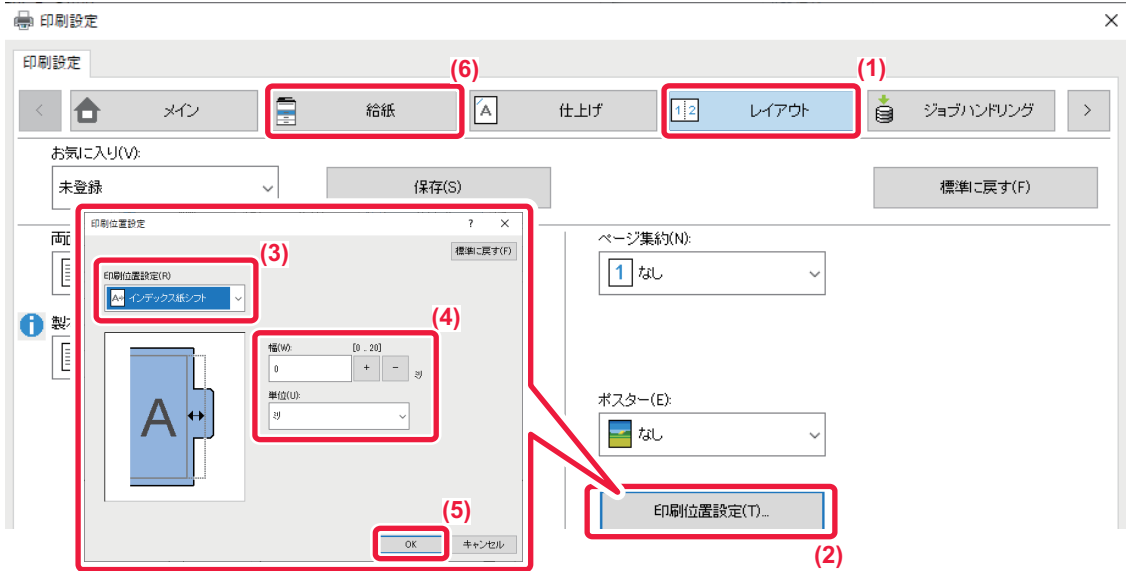 印刷設定
印刷設定
(6)
(1)
メイン
給紙
仕上げ
レイアウト
ジョブハンドリング
お気に入り(V):
未登録
保存(S)
標準に戻す(F)
印刷位置設定
標準に戻す(F)
(3)
印刷位置設定(R)
インデックス紙シフト
(4)
幅(W):
[0 .. 20]
0
ミリ
単位(U):
ミリ
A
(5)
OK
キャンセル
ページ集約(N):
1 なし
ポスター(E):
なし
印刷位置設定(T)...
(2)